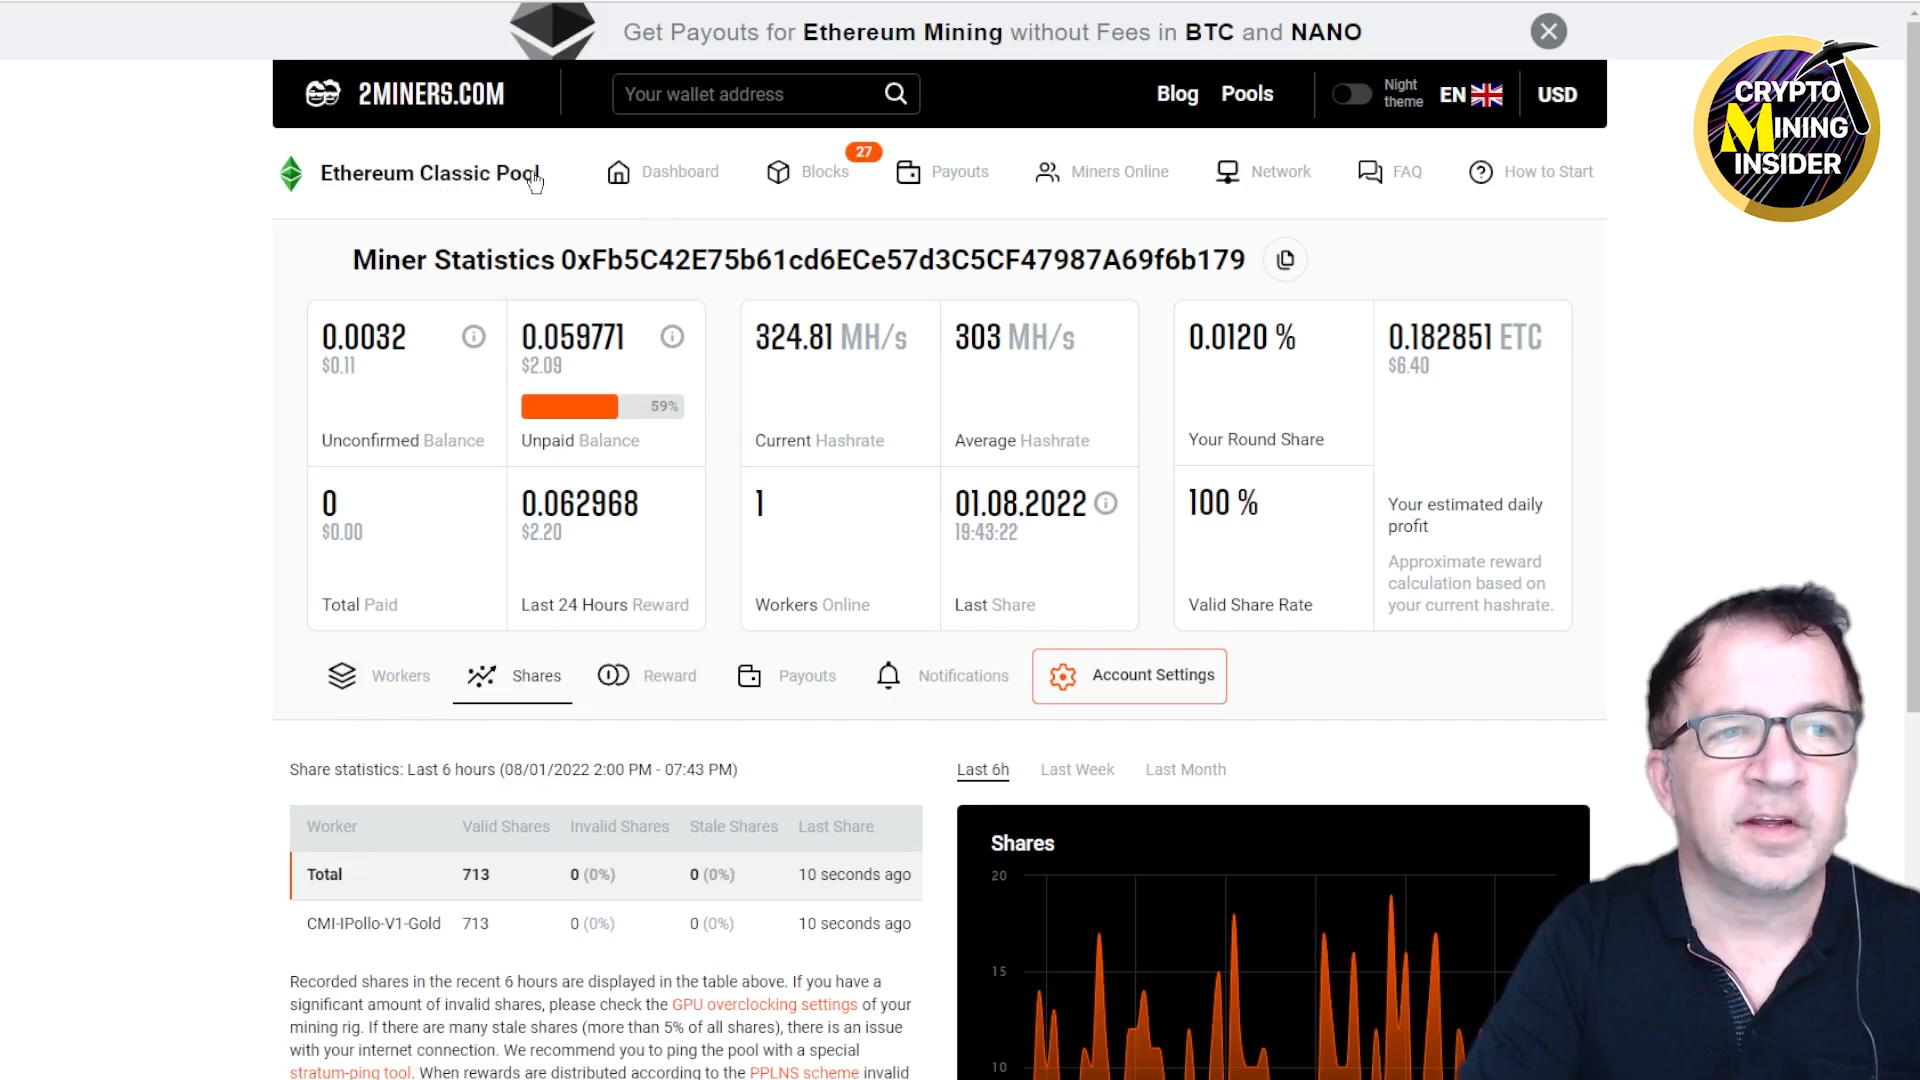 Get Payouts for Ethereum Mining without Fees in BTC and NANO
2MINERS.COM
Your wallet address
Blog
Pools
Night theme
EN
USD
CRYPTO
MINING
INSIDER
Ethereum Classic Pool
Dashboard
Blocks
27
Payouts
Miners Online
Network
FAQ
How to Start
Miner Statistics 0xFb5C42E75b61cd6ECe57d3C5CF47987A69f6b179
0.0032
$0.11
Unconfirmed Balance
0.059771
$2.09
59%
Unpaid Balance
324.81 MH/s
Current Hashrate
303 MH/s
Average Hashrate
0.0120 %
Your Round Share
0.182851 ETC
$6.40
Your estimated daily
profit
Approximate reward
calculation based on
your current hashrate.
0
$0.00
Total Paid
0.062968
$2.20
Last 24 Hours Reward
1
Workers Online
01.08.2022
19:43:22
Last Share
100 %
Valid Share Rate
Workers
Shares
Reward
Payouts
Notifications
Account Settings
Share statistics: Last 6 hours (08/01/2022 2:00 PM - 07:43 PM)
Last 6h
Last Week
Last Month
Worker Valid Shares Invalid Shares Stale Shares Last Share
Total 713 0 (0%) 0 (0%) 10 seconds ago
CMI-IPollo-V1-Gold 713 0 (0%) 0 (0%) 10 seconds ago
Recorded shares in the recent 6 hours are displayed in the table above. If you have a
significant amount of invalid shares, please check the GPU overclocking settings of your
mining rig. If there are many stale shares (more than 5% of all shares), there is an issue
with your internet connection. We recommend you to ping the pool with a special
stratum-ping tool. When rewards are distributed according to the PPLNS scheme invalid
Shares
20
15
10